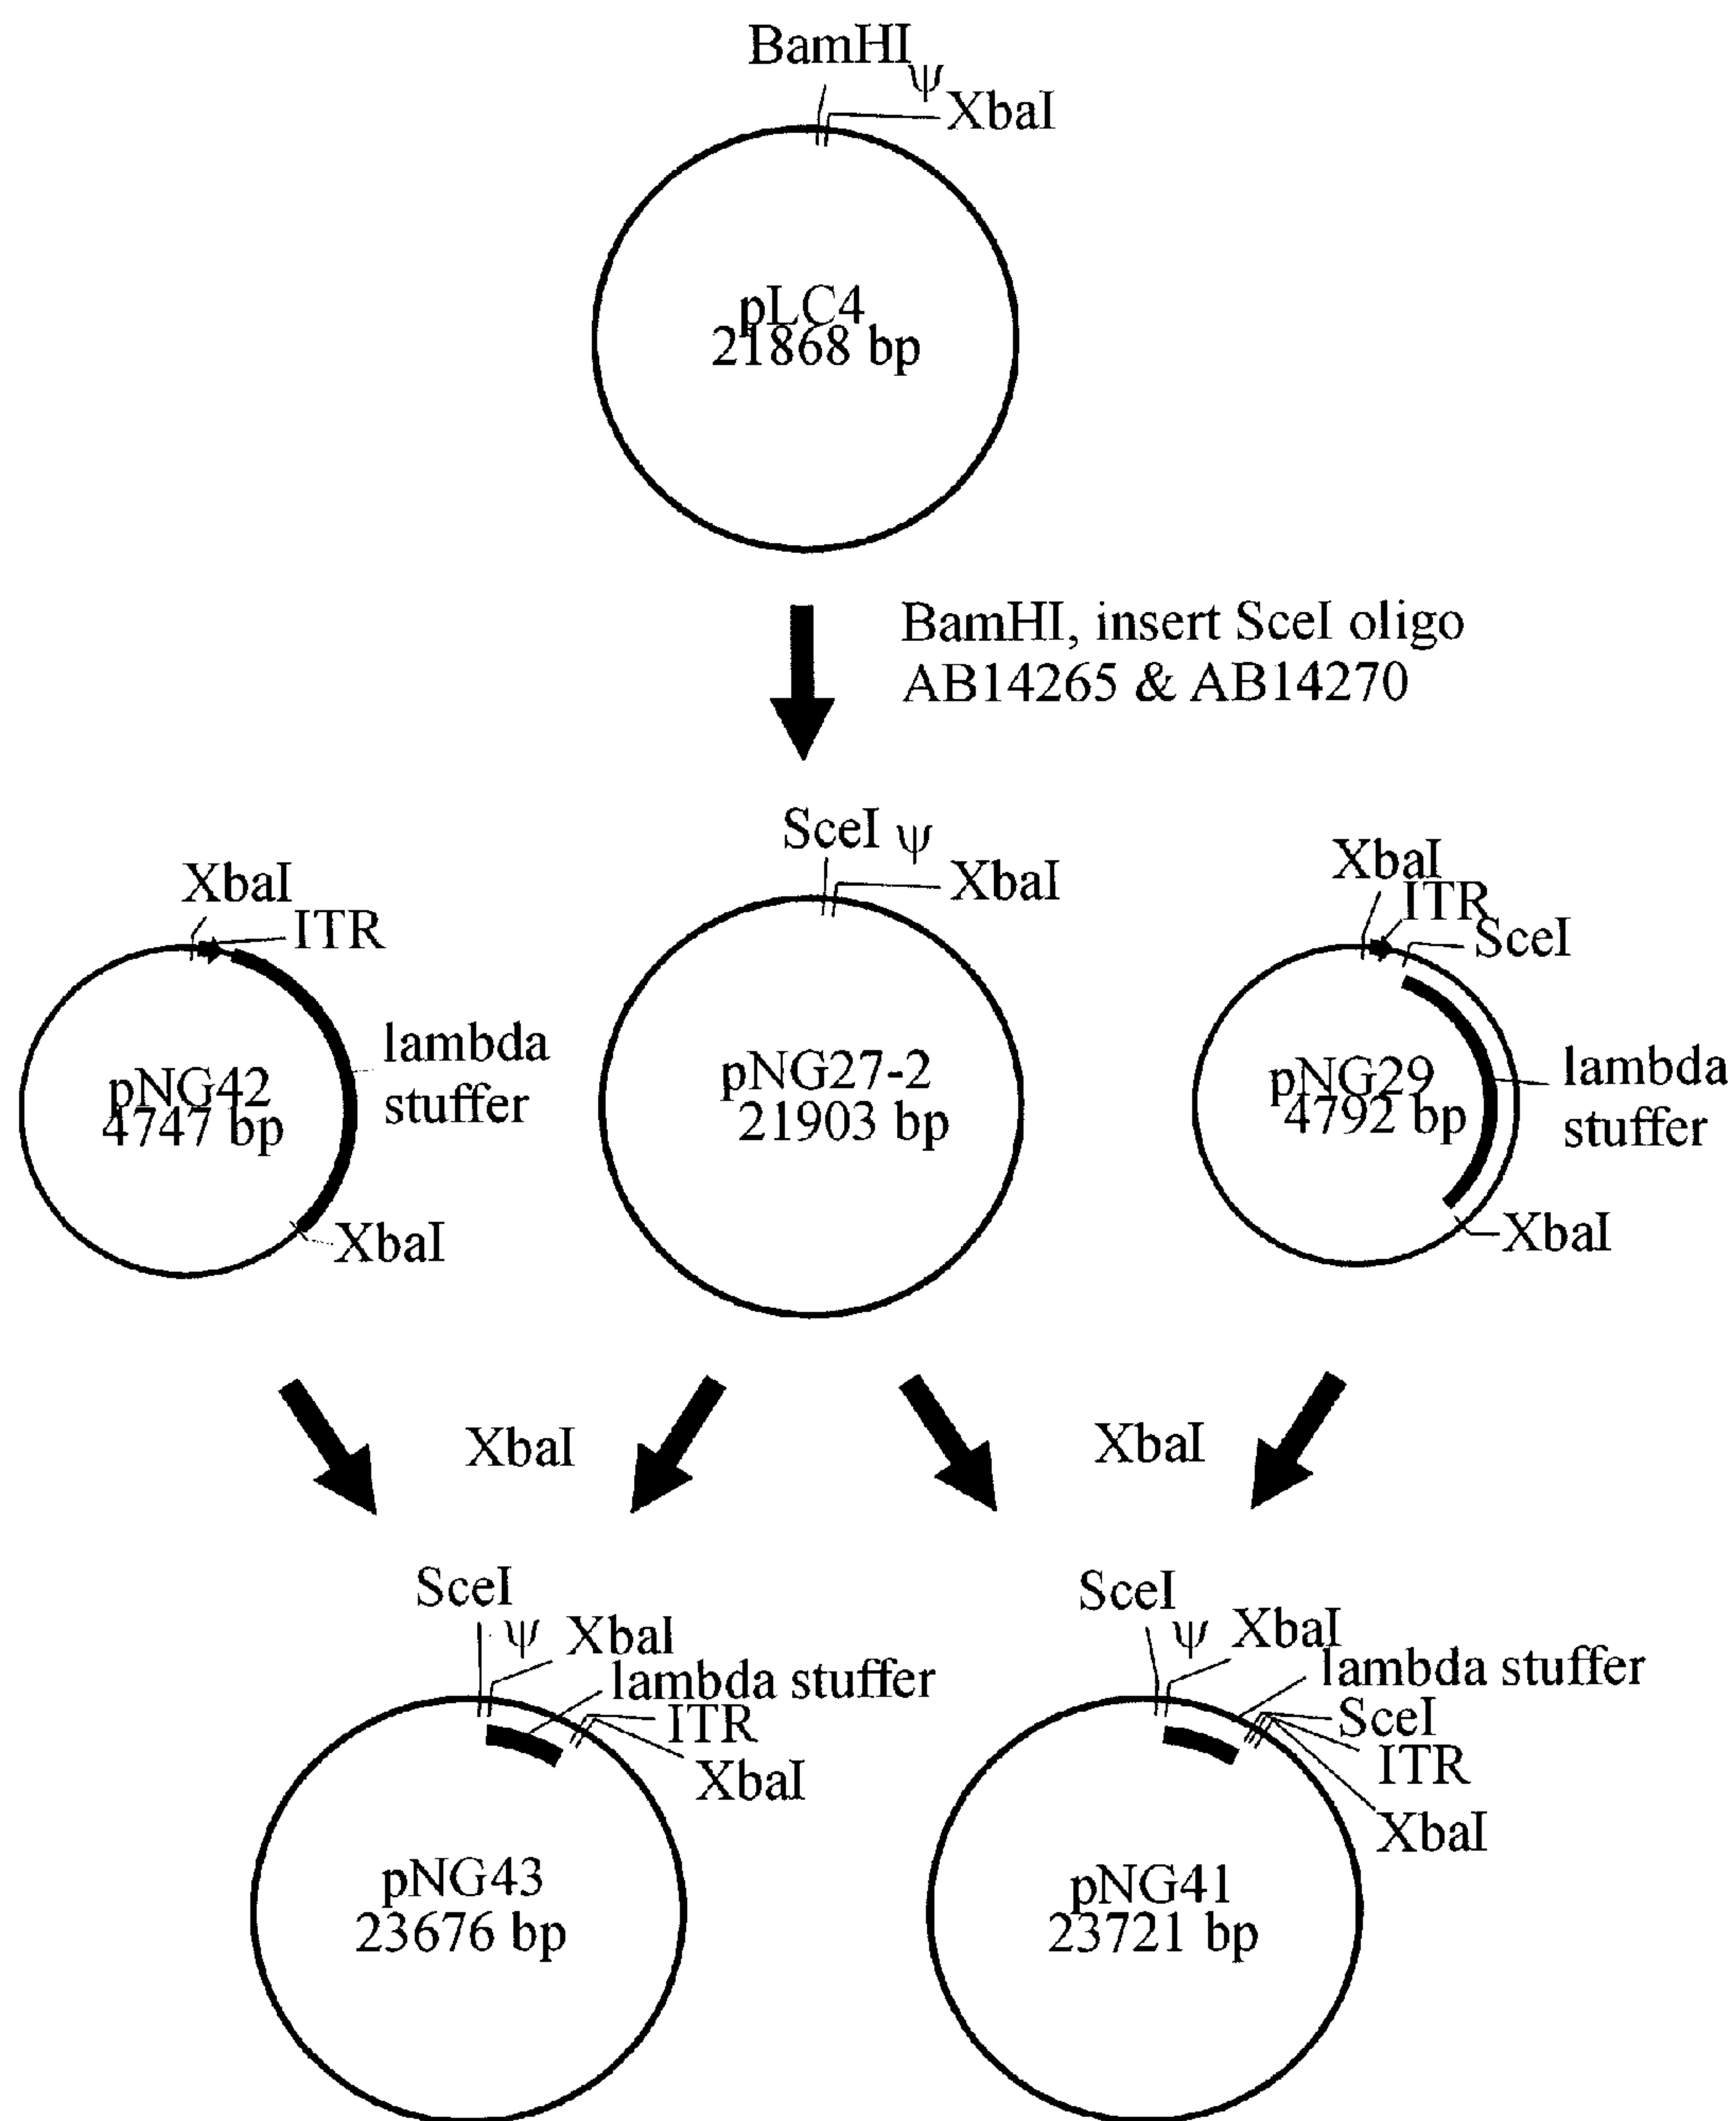 BamHI
ψ
XbaI
pLC4
21868 bp
BamHI, insert SceI oligo
AB14265 & AB14270
XbaI
ITR
lambda
stuffer
pNG42
4747 bp
XbaI
SceI ψ
XbaI
pNG27-2
21903 bp
XbaI
ITR
SceI
pNG29
4792 bp
lambda
stuffer
XbaI
XbaI
XbaI
SceI
ψ XbaI
lambda stuffer
ITR
XbaI
pNG43
23676 bp
SceI
ψ XbaI
lambda stuffer
SceI
ITR
XbaI
pNG41
23721 bp